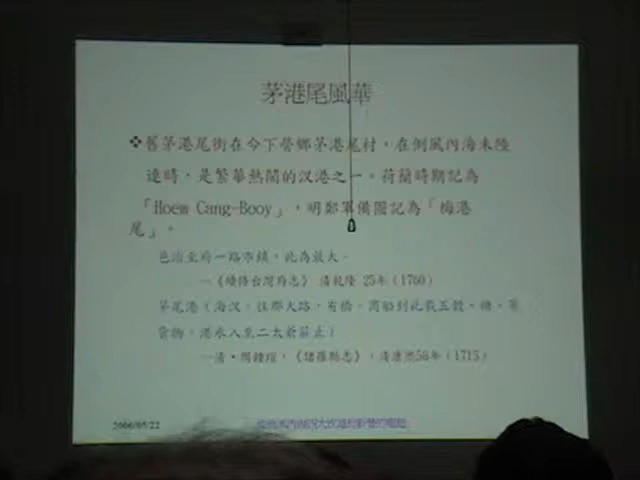 茅港尾風華
❖舊茅港尾街在今下營鄉茅港尾村，在倒風內海未陸
連時，是繁華熱鬧的汊港之一。荷蘭時期記為
「Hoew Cang-Booy」，明鄭軍備圖記為「梅港
尾」。
邑治至府一路市鎮，此為最大。
—《續修台灣府志》清乾隆 25年（1760）
茅尾港（海汊，往郡大路，有橋，商船到此載五穀、糖、菁
貨物，港水入至二太爺莊止）
—清‧周鍾瑄，《諸羅縣志》，清康熙56年（1715）
2006/05/22